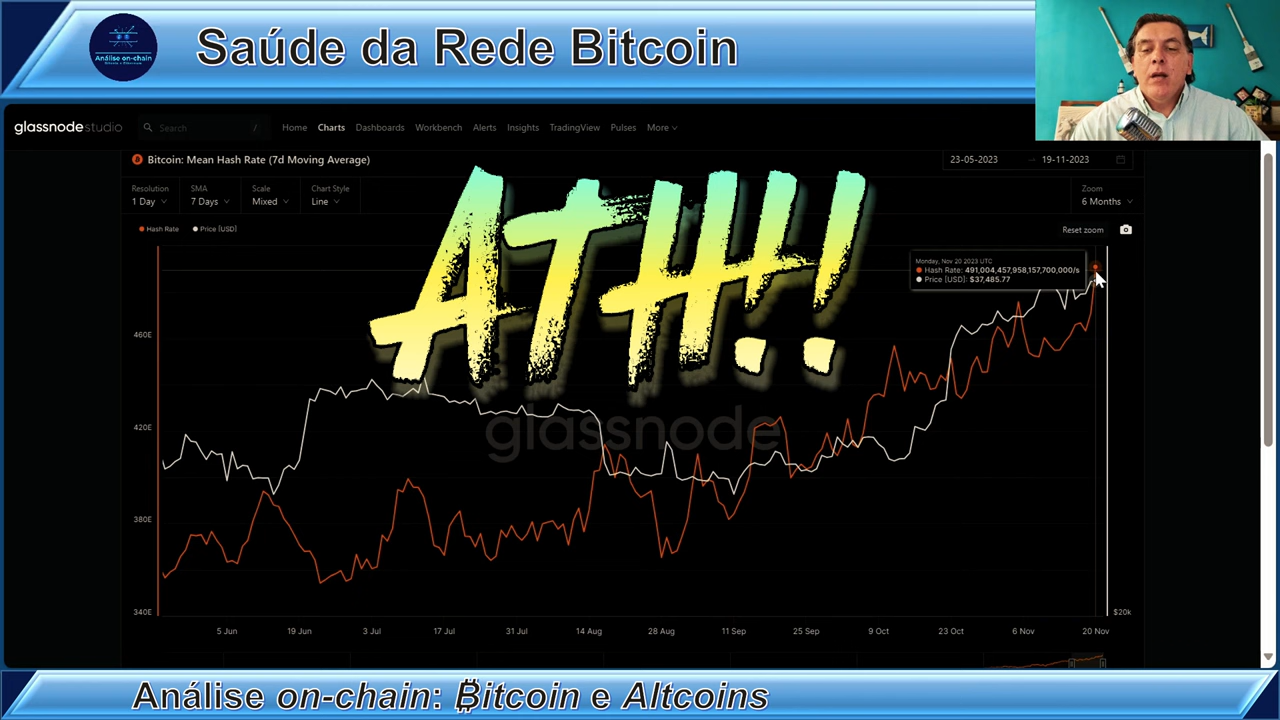 Saúde da Rede Bitcoin
Análise on-chain
glassnodestudio
Search /
Home Charts Dashboards Workbench Alerts Insights TradingView Pulses More
Bitcoin: Mean Hash Rate (7d Moving Average)
23-05-2023 → 19-11-2023
Resolution SMA Scale Chart Style Zoom
1 Day 7 Days Mixed Line 6 Months
Hash Rate Price [USD]
Reset zoom
ATH!!
Monday, Nov 20 2023 UTC
Hash Rate: 491,004,457,958,157,700,000/s
Price [USD]: $37,485.77
460E
420E
380E
340E
$20k
glassnode
5 Jun 19 Jun 3 Jul 17 Jul 31 Jul 14 Aug 28 Aug 11 Sep 25 Sep 9 Oct 23 Oct 6 Nov 20 Nov
Análise on-chain: ₿itcoin e Altcoins